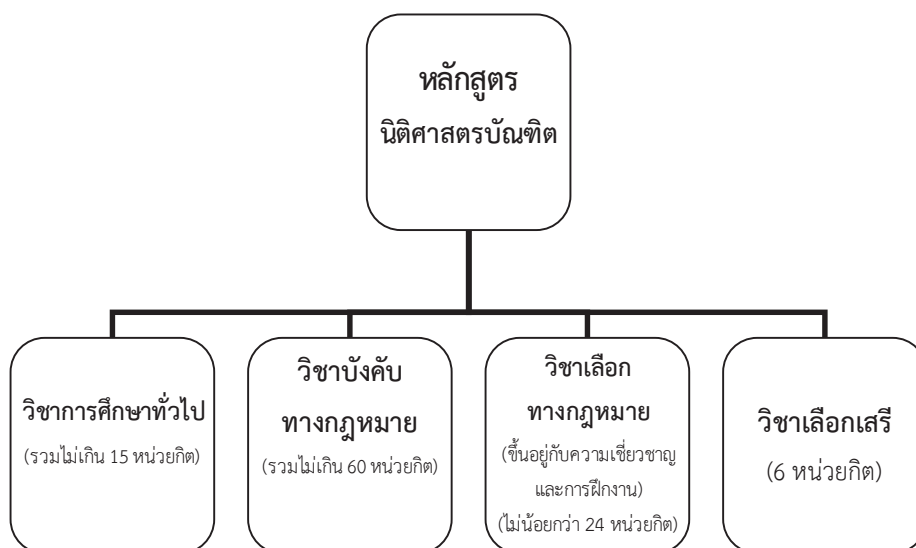 หลักสูตร
นิติศาสตรบัณฑิต
วิชาการศึกษาทั่วไป
(รวมไม่เกิน 15 หน่วยกิต)
วิชาบังคับ
ทางกฎหมาย
(รวมไม่เกิน 60 หน่วยกิต)
วิชาเลือก
ทางกฎหมาย
(ขึ้นอยู่กับความเชี่ยวชาญ
และการฝึกงาน)
(ไม่น้อยกว่า 24 หน่วยกิต)
วิชาเลือกเสรี
(6 หน่วยกิต)